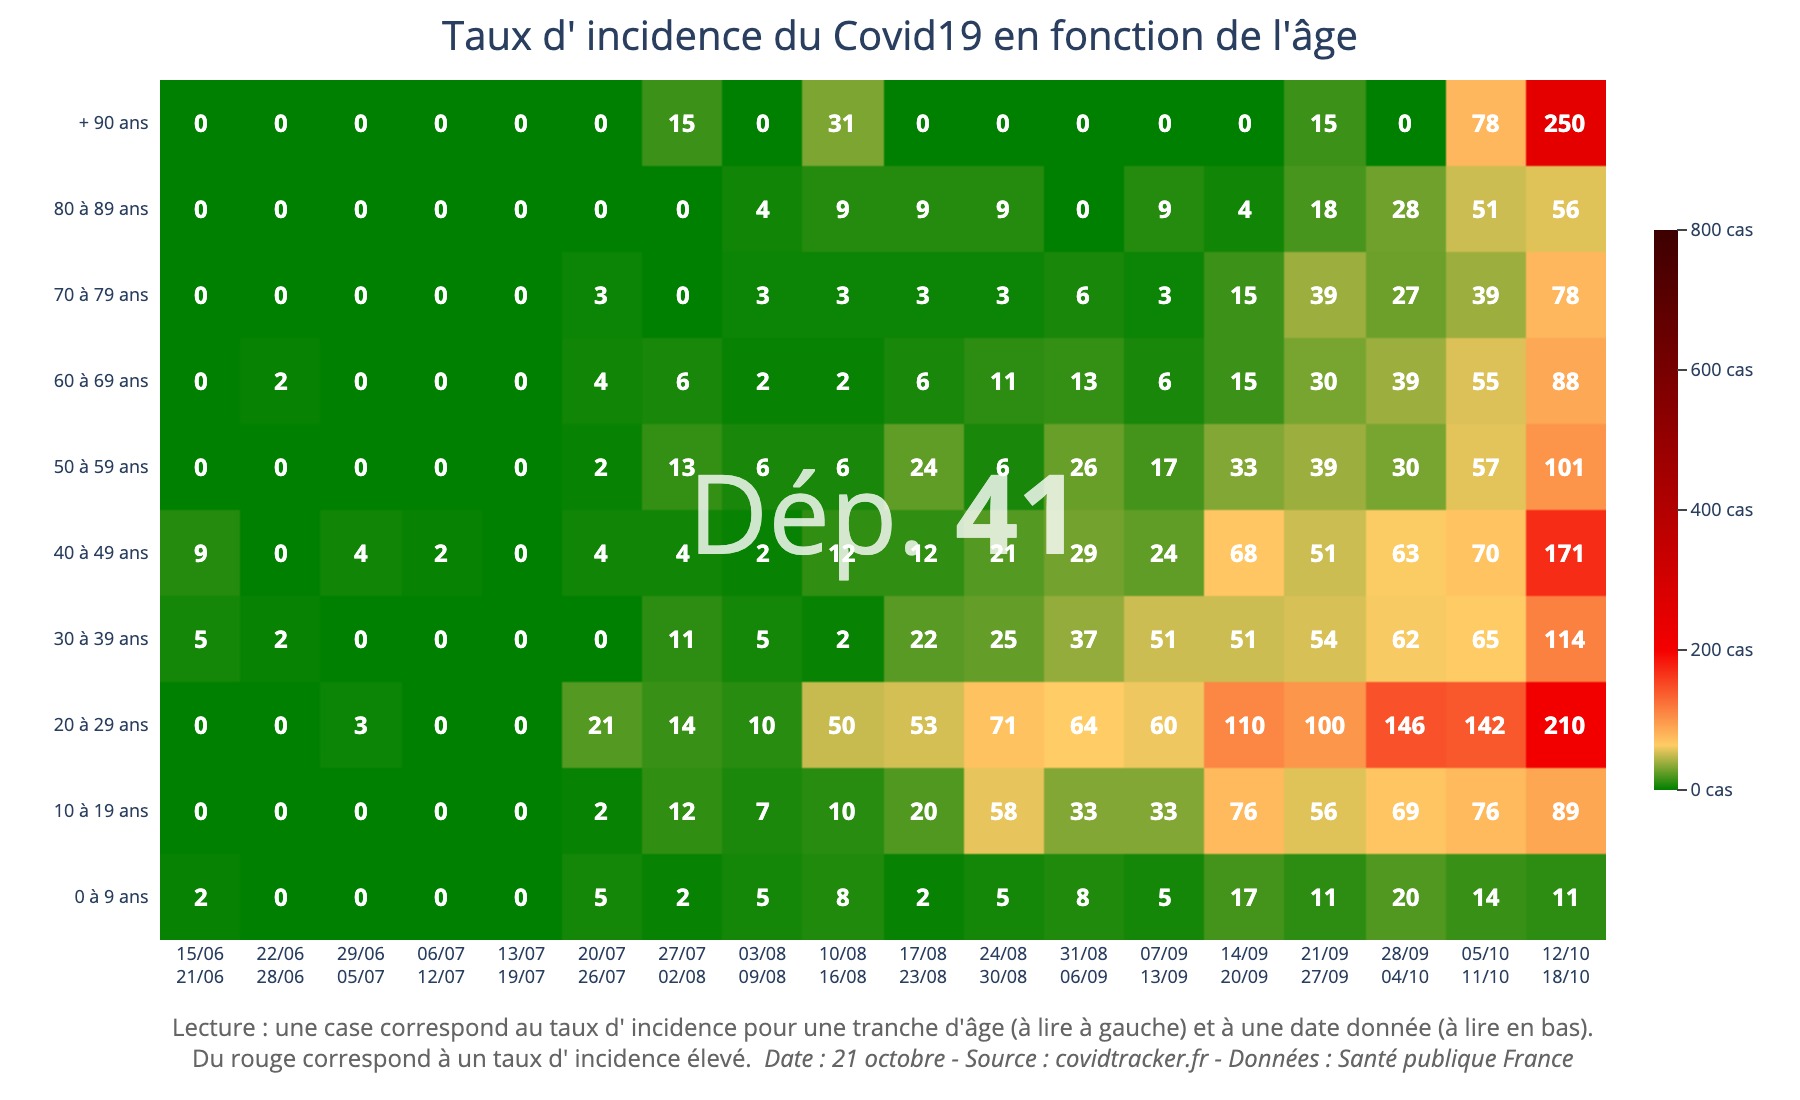 Taux d' incidence du Covid19 en fonction de l'âge
+ 90 ans 0 0 0 0 0 0 15 0 31 0 0 0 0 0 15 0 78 250
80 à 89 ans 0 0 0 0 0 0 0 4 9 9 9 0 9 4 18 28 51 56
70 à 79 ans 0 0 0 0 0 3 0 3 3 3 3 6 3 15 39 27 39 78
60 à 69 ans 0 2 0 0 0 4 6 2 2 6 11 13 6 15 30 39 55 88
50 à 59 ans 0 0 0 0 0 2 13 6 6 24 6 26 17 33 39 30 57 101
Dép. 41
40 à 49 ans 9 0 4 2 0 4 4 2 12 12 21 29 24 68 51 63 70 171
30 à 39 ans 5 2 0 0 0 0 11 5 2 22 25 37 51 51 54 62 65 114
20 à 29 ans 0 0 3 0 0 21 14 10 50 53 71 64 60 110 100 146 142 210
10 à 19 ans 0 0 0 0 0 2 12 7 10 20 58 33 33 76 56 69 76 89
0 à 9 ans 2 0 0 0 0 5 2 5 8 2 5 8 5 17 11 20 14 11
15/06 22/06 29/06 06/07 13/07 20/07 27/07 03/08 10/08 17/08 24/08 31/08 07/09 14/09 21/09 28/09 05/10 12/10
21/06 28/06 05/07 12/07 19/07 26/07 02/08 09/08 16/08 23/08 30/08 06/09 13/09 20/09 27/09 04/10 11/10 18/10
800 cas
600 cas
400 cas
200 cas
0 cas
Lecture : une case correspond au taux d' incidence pour une tranche d'âge (à lire à gauche) et à une date donnée (à lire en bas).
Du rouge correspond à un taux d' incidence élevé. Date : 21 octobre - Source : covidtracker.fr - Données : Santé publique France